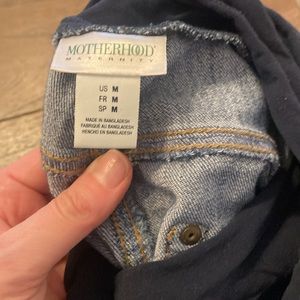 MOTHERHOOD®
MATERNITY
US M
FR M
SP M
MADE IN BANGLADESH
FABRIQUÉ AU BANGLADESH
HECHO EN BANGLADESH